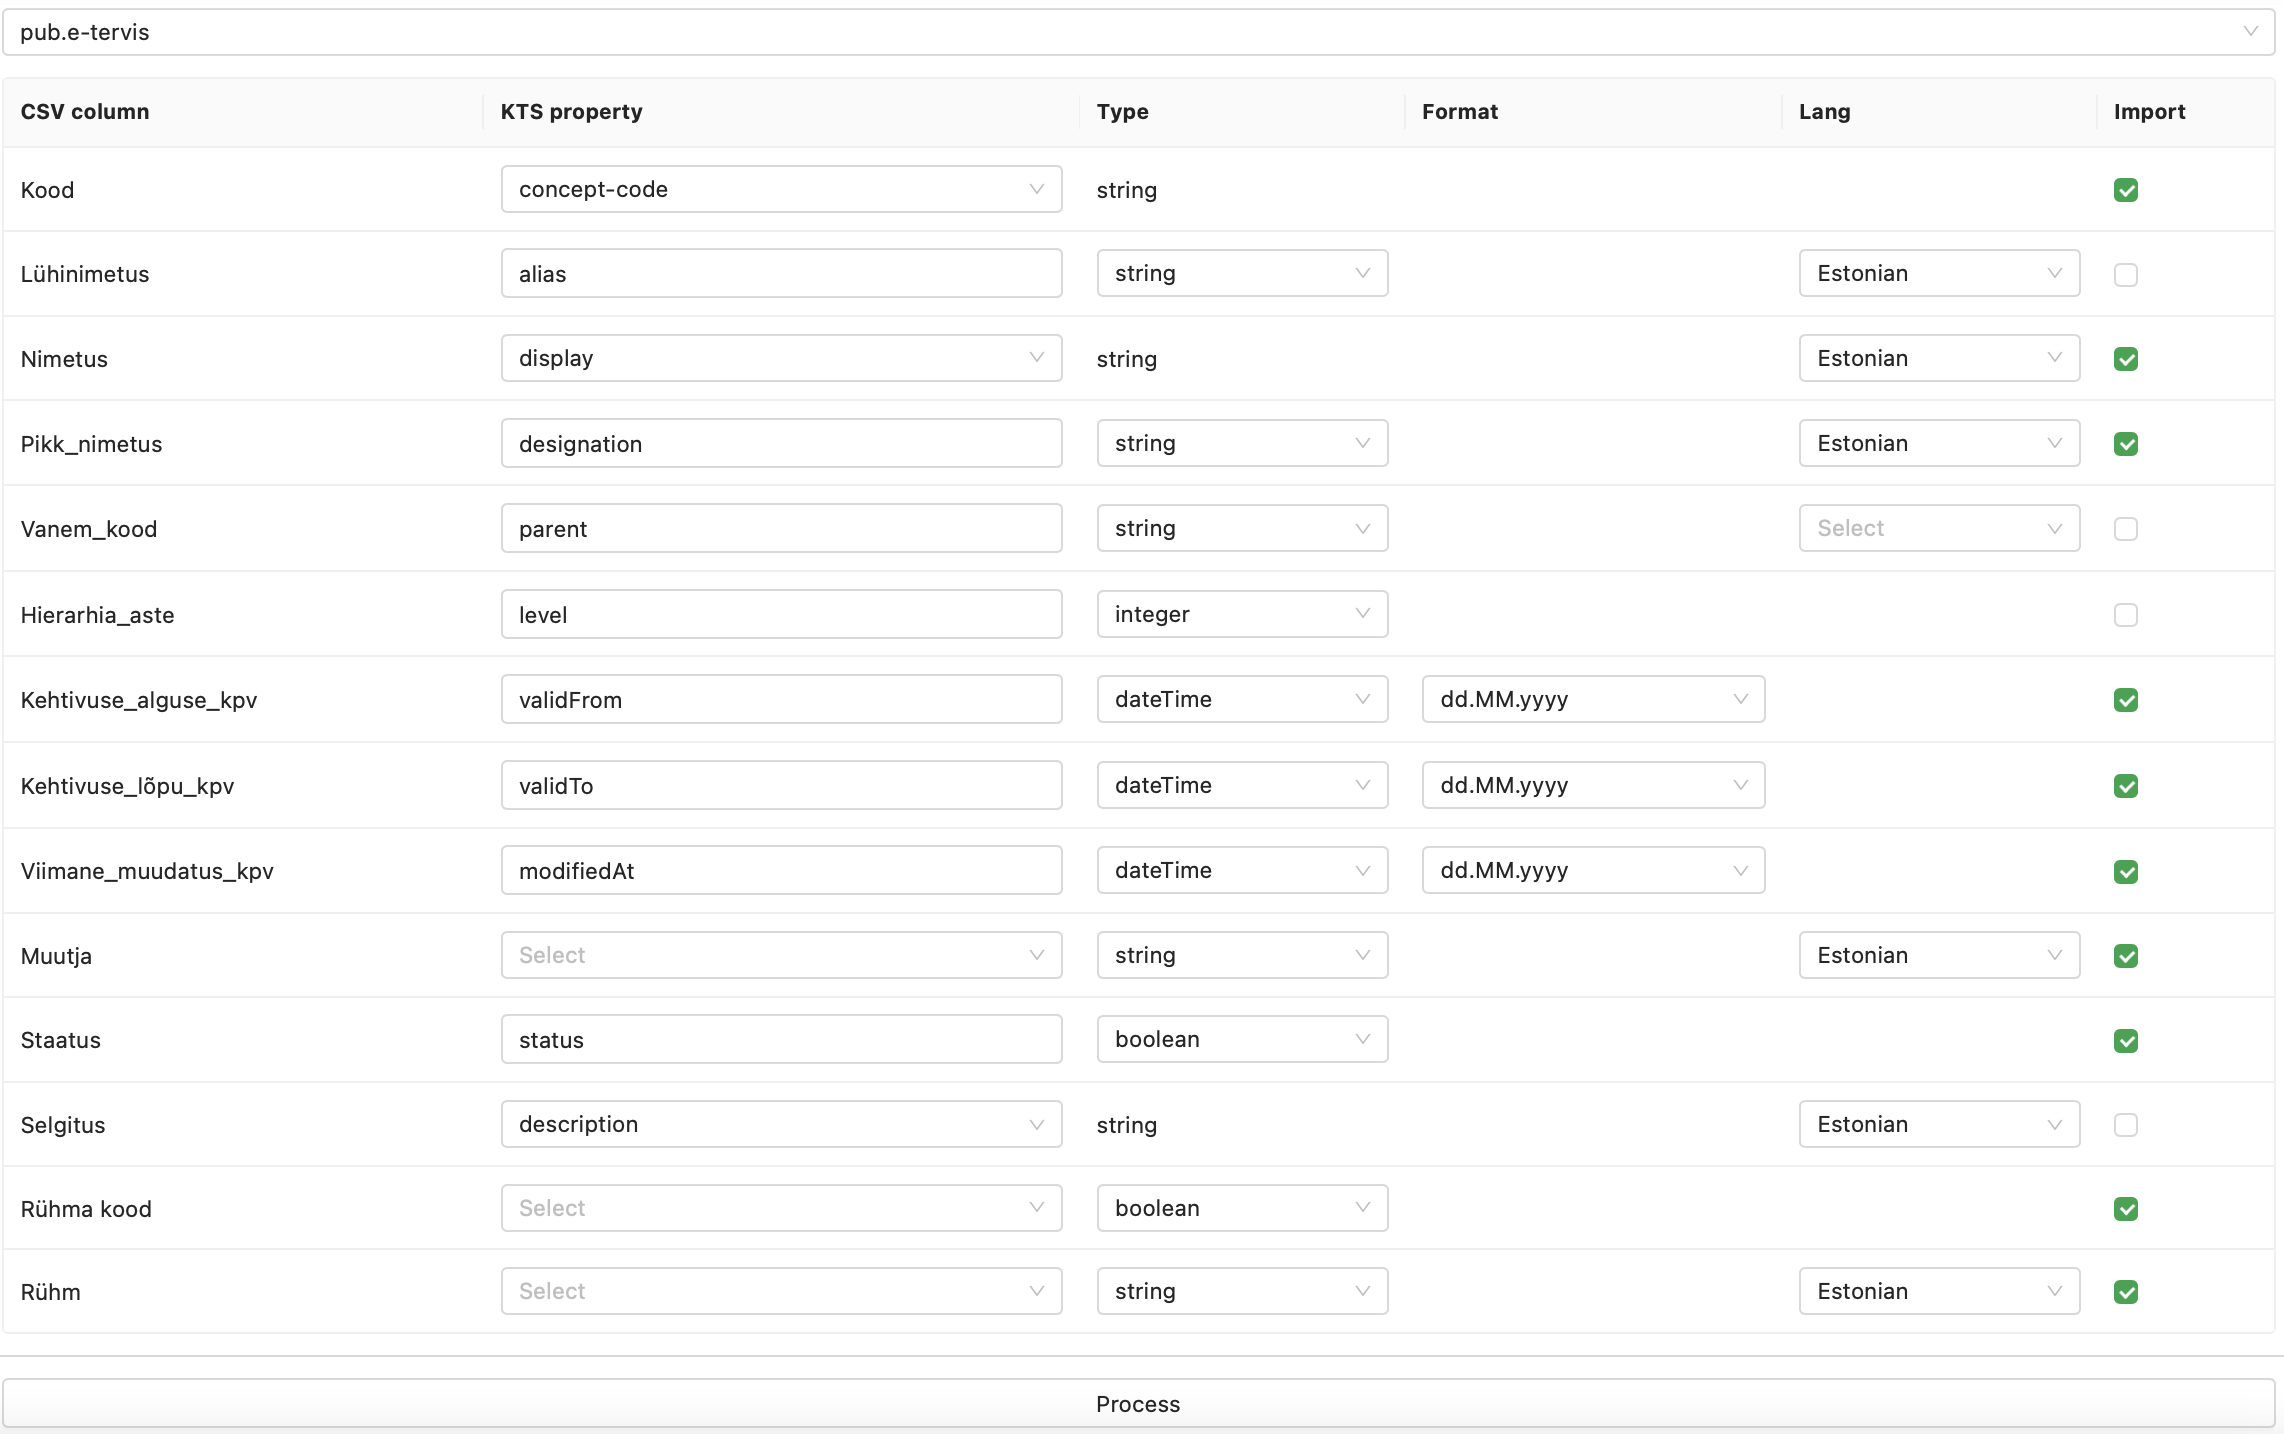 pub.e-tervis
CSV column KTS property Type Format Lang Import
Kood concept-code string
Lühinimetus alias string Estonian
Nimetus display string Estonian
Pikk_nimetus designation string Estonian
Vanem_kood parent string Select
Hierarhia_aste level integer
Kehtivuse_alguse_kpv validFrom dateTime dd.MM.yyyy
Kehtivuse_lõpu_kpv validTo dateTime dd.MM.yyyy
Viimane_muudatus_kpv modifiedAt dateTime dd.MM.yyyy
Muutja Select string Estonian
Staatus status boolean
Selgitus description string Estonian
Rühma kood Select boolean
Rühm Select string Estonian
Process